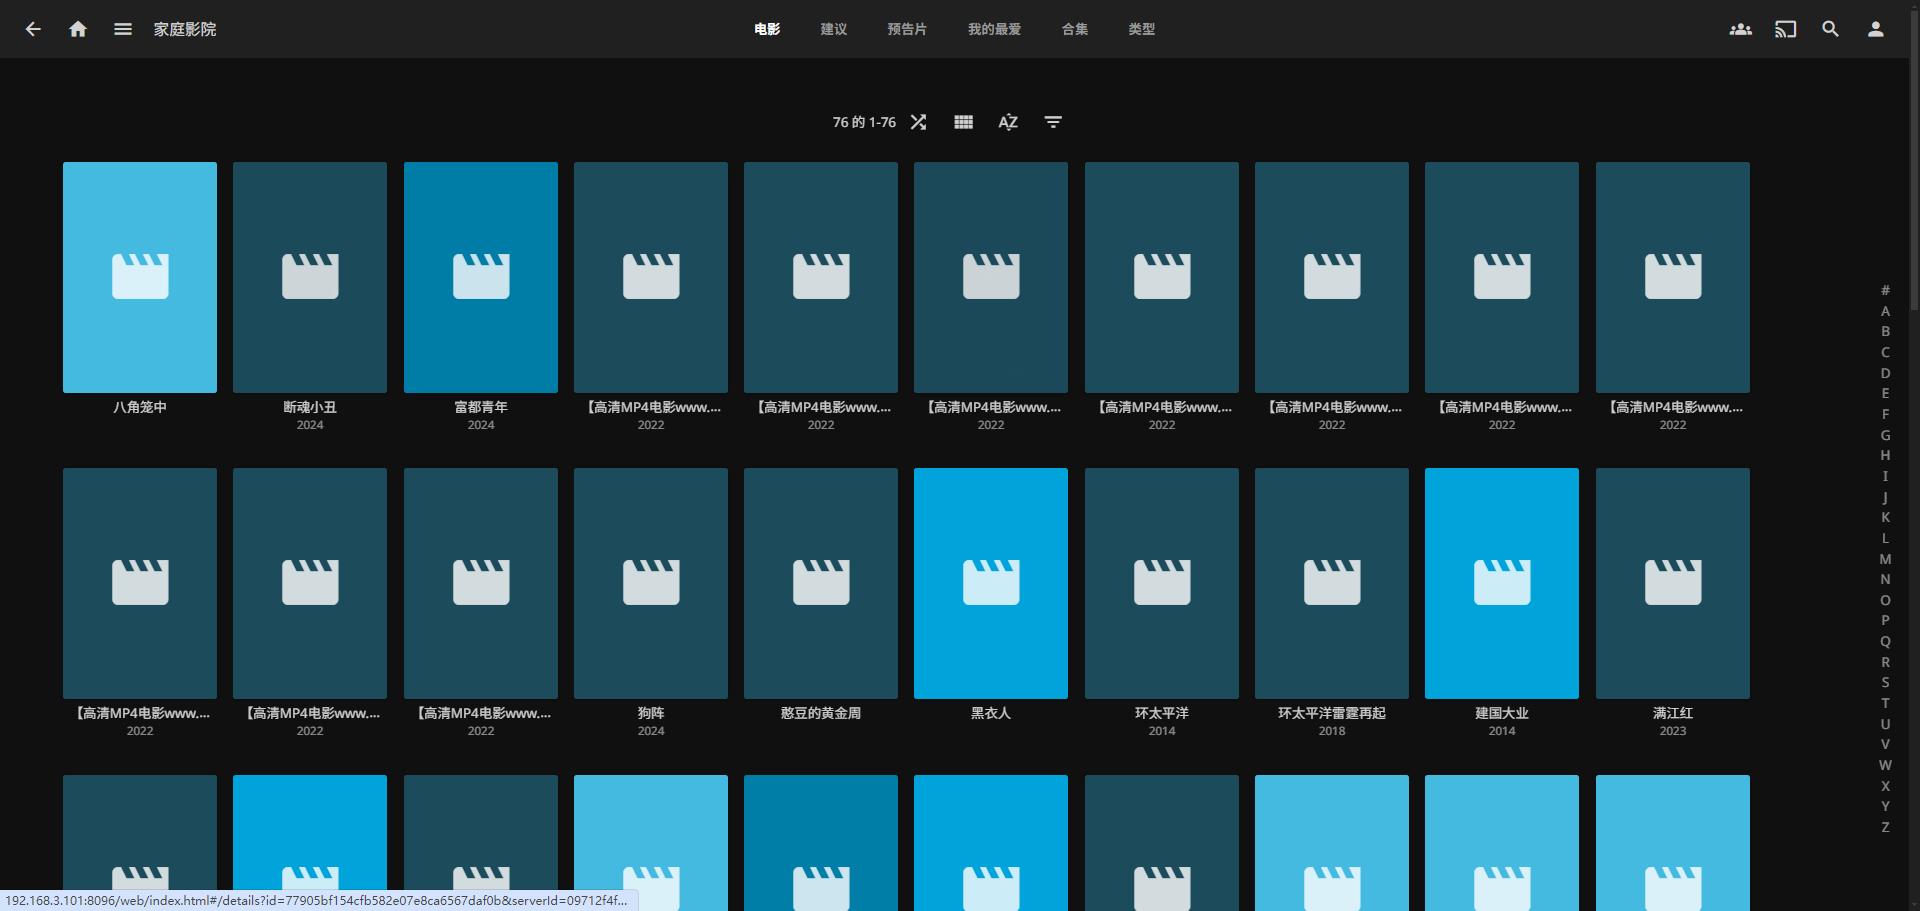 家庭影院
电影 建议 预告片 我的最爱 合集 类型
76 的 1-76
八角笼中 断魂小丑 富都青年 【高清MP4电影www.... 【高清MP4电影www.... 【高清MP4电影www.... 【高清MP4电影www.... 【高清MP4电影www.... 【高清MP4电影www.... 【高清MP4电影www....
2024 2024 2022 2022 2022 2022 2022 2022 2022
【高清MP4电影www.... 【高清MP4电影www.... 【高清MP4电影www.... 狗阵 憨豆的黄金周 黑衣人 环太平洋 环太平洋雷霆再起 建国大业 满江红
2022 2022 2022 2024 2014 2018 2014 2023
#
A
B
C
D
E
F
G
H
I
J
K
L
M
N
O
P
Q
R
S
T
U
V
W
X
Y
Z
192.168.3.101:8096/web/index.html#/details?id=77905bf154cfb582e07e8ca6567daf0b&serverId=09712f4f...